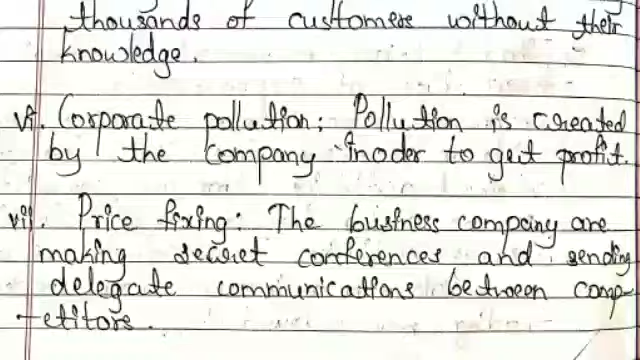 thousands of customers without their
knowledge.
vi. Corporate pollution: Pollution is created
by the company inoder to get profit.
vii. Price fixing: The business company are
making secret conferences and sending
delegate communications between comp-
-etitors.